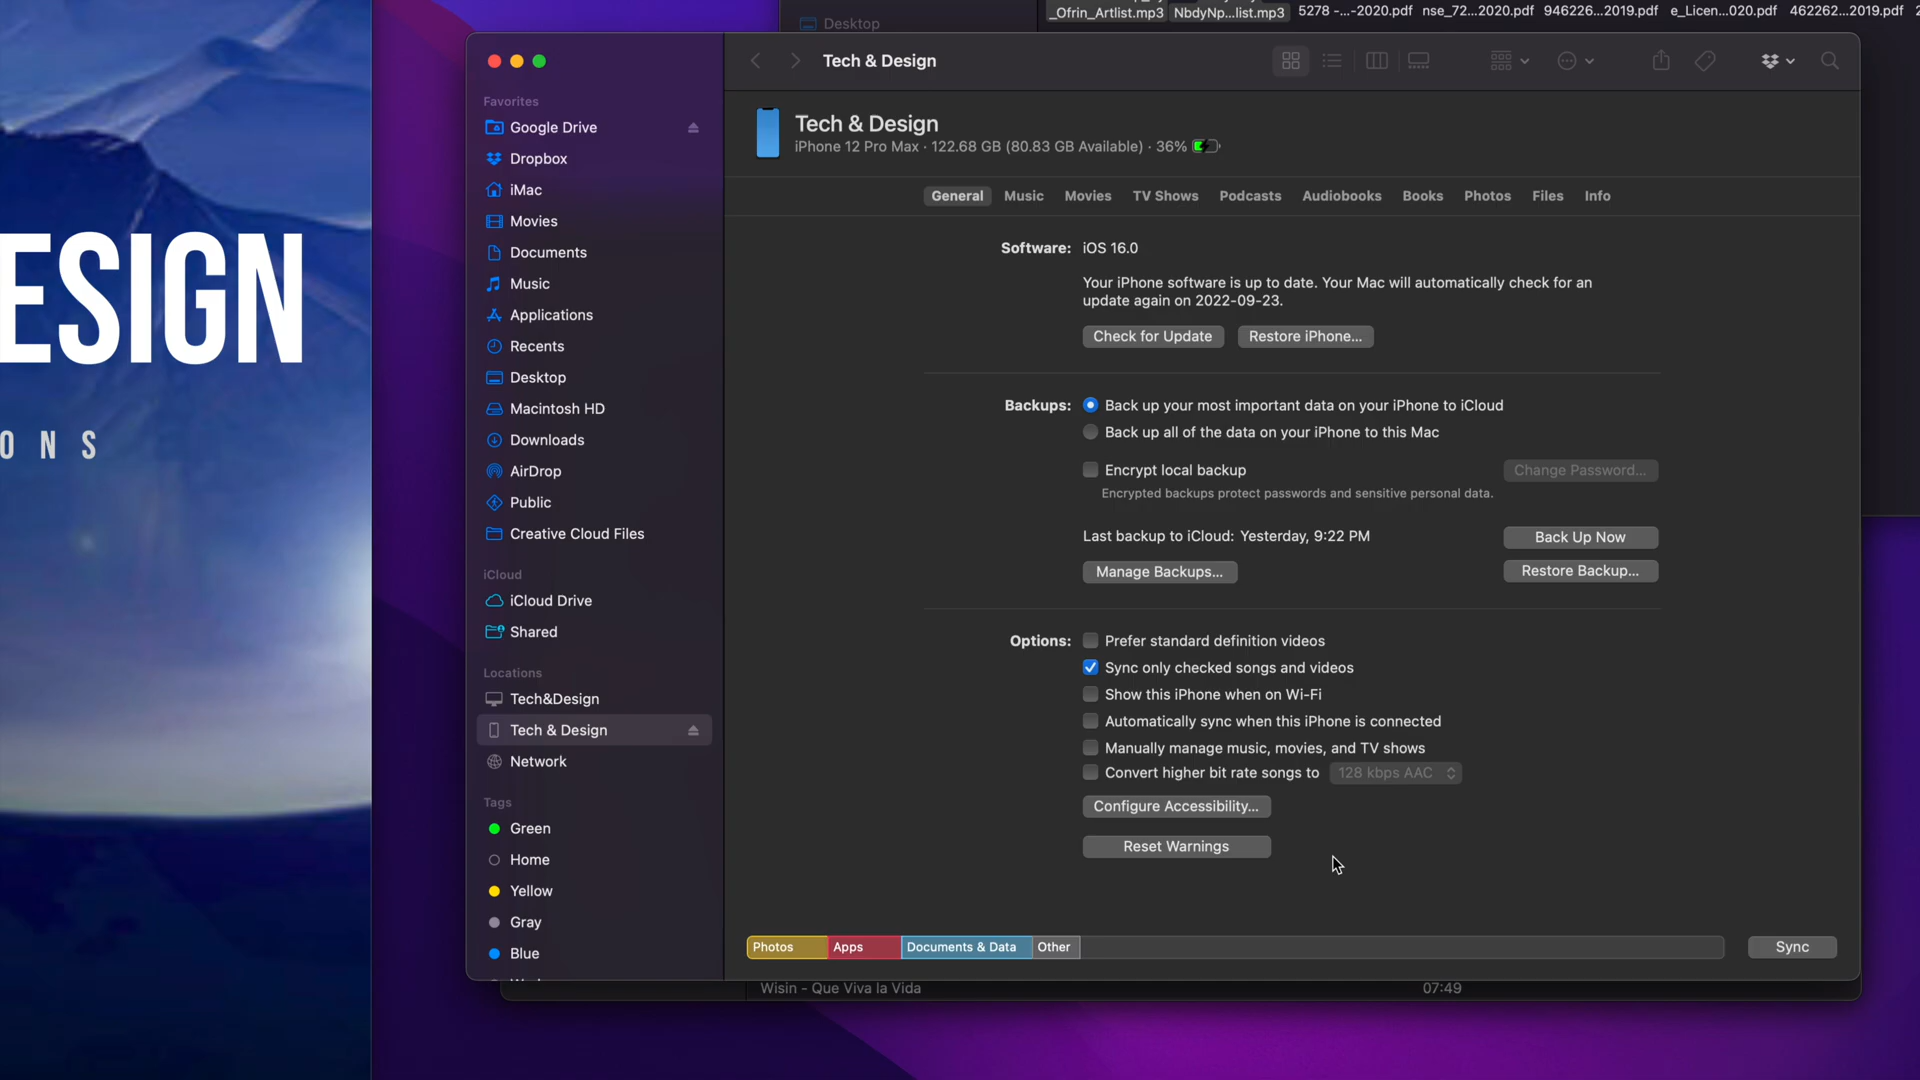 Desktop
_Ofrin_Artlist.mp3
NbdyNp...list.mp3
5278 -...-2020.pdf
nse_72...2020.pdf
946226...2019.pdf
e_Licen...020.pdf
462262...2019.pdf
ESIGN
ONS
Tech & Design
Favorites
Google Drive
Dropbox
iMac
Movies
Documents
Music
Applications
Recents
Desktop
Macintosh HD
Downloads
AirDrop
Public
Creative Cloud Files
iCloud
iCloud Drive
Shared
Locations
Tech&Design
Tech & Design
Network
Tags
Green
Home
Yellow
Gray
Blue
Tech & Design
iPhone 12 Pro Max · 122.68 GB (80.83 GB Available) · 36%
General Music Movies TV Shows Podcasts Audiobooks Books Photos Files Info
Software: iOS 16.0
Your iPhone software is up to date. Your Mac will automatically check for an
update again on 2022-09-23.
Check for Update Restore iPhone...
Backups: Back up your most important data on your iPhone to iCloud
Back up all of the data on your iPhone to this Mac
Encrypt local backup Change Password...
Encrypted backups protect passwords and sensitive personal data.
Last backup to iCloud: Yesterday, 9:22 PM Back Up Now
Manage Backups... Restore Backup...
Options: Prefer standard definition videos
Sync only checked songs and videos
Show this iPhone when on Wi-Fi
Automatically sync when this iPhone is connected
Manually manage music, movies, and TV shows
Convert higher bit rate songs to 128 kbps AAC
Configure Accessibility...
Reset Warnings
Photos Apps Documents & Data Other Sync
Wisin - Que Viva la Vida 07:49